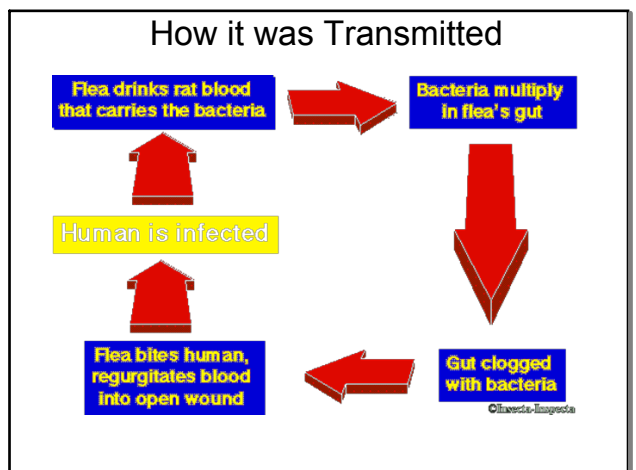 How it was Transmitted
Flea drinks rat blood
that carries the bacteria
Bacteria multiply
in flea's gut
Human is infected
Flea bites human,
regurgitates blood
into open wound
Gut clogged
with bacteria
©Insecta-Inspecta